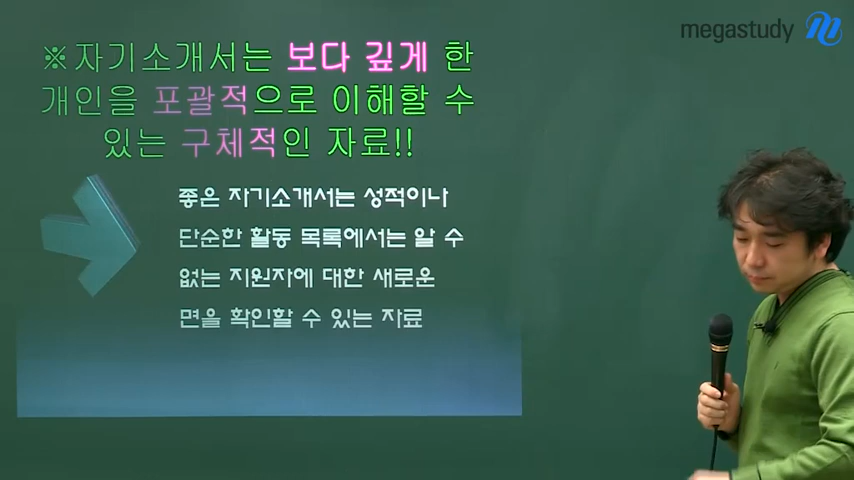 megastudy
※자기소개서는 보다 깊게 한
개인을 포괄적으로 이해할 수
있는 구체적인 자료!!
좋은 자기소개서는 성적이나
단순한 활동 목록에서는 알 수
없는 지원자에 대한 새로운
면을 확인할 수 있는 자료